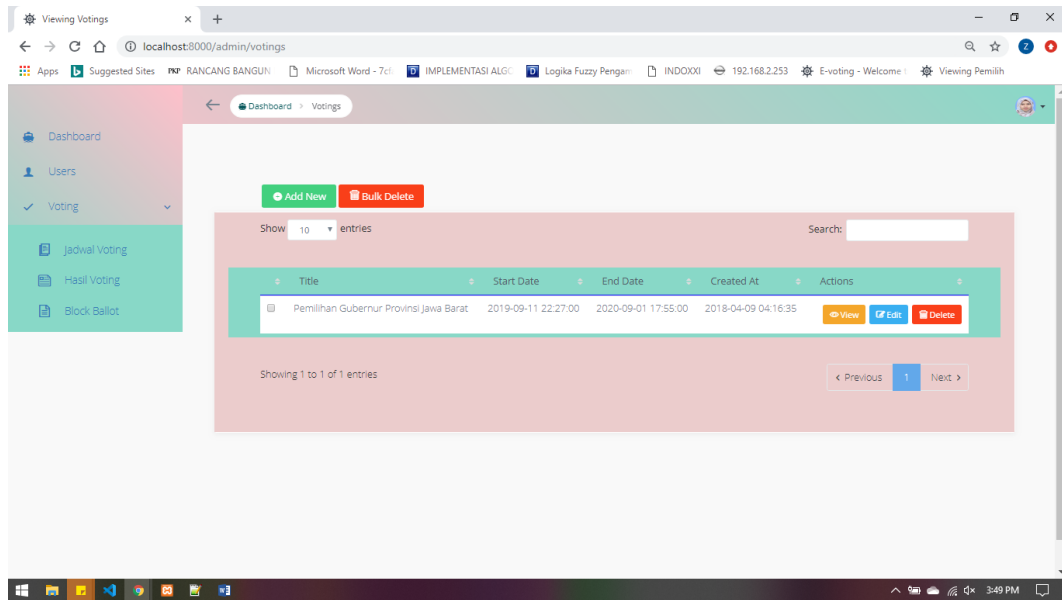 Viewing Votings
localhost:8000/admin/votings
Apps Suggested Sites PKP RANCANG BANGUN Microsoft Word - 7cf IMPLEMENTASI ALGO Logika Fuzzy Pengam INDOXXI 192.168.2.253 E-voting - Welcome Viewing Pemilih
Dashboard > Votings
Dashboard
Users
Voting
Jadwal Voting
Hasil Voting
Block Ballot
Add New Bulk Delete
Show 10 entries Search:
Title Start Date End Date Created At Actions
Pemilihan Gubernur Provinsi Jawa Barat 2019-09-11 22:27:00 2020-09-01 17:55:00 2018-04-09 04:16:35 View Edit Delete
Showing 1 to 1 of 1 entries
< Previous 1 Next >
3:49 PM